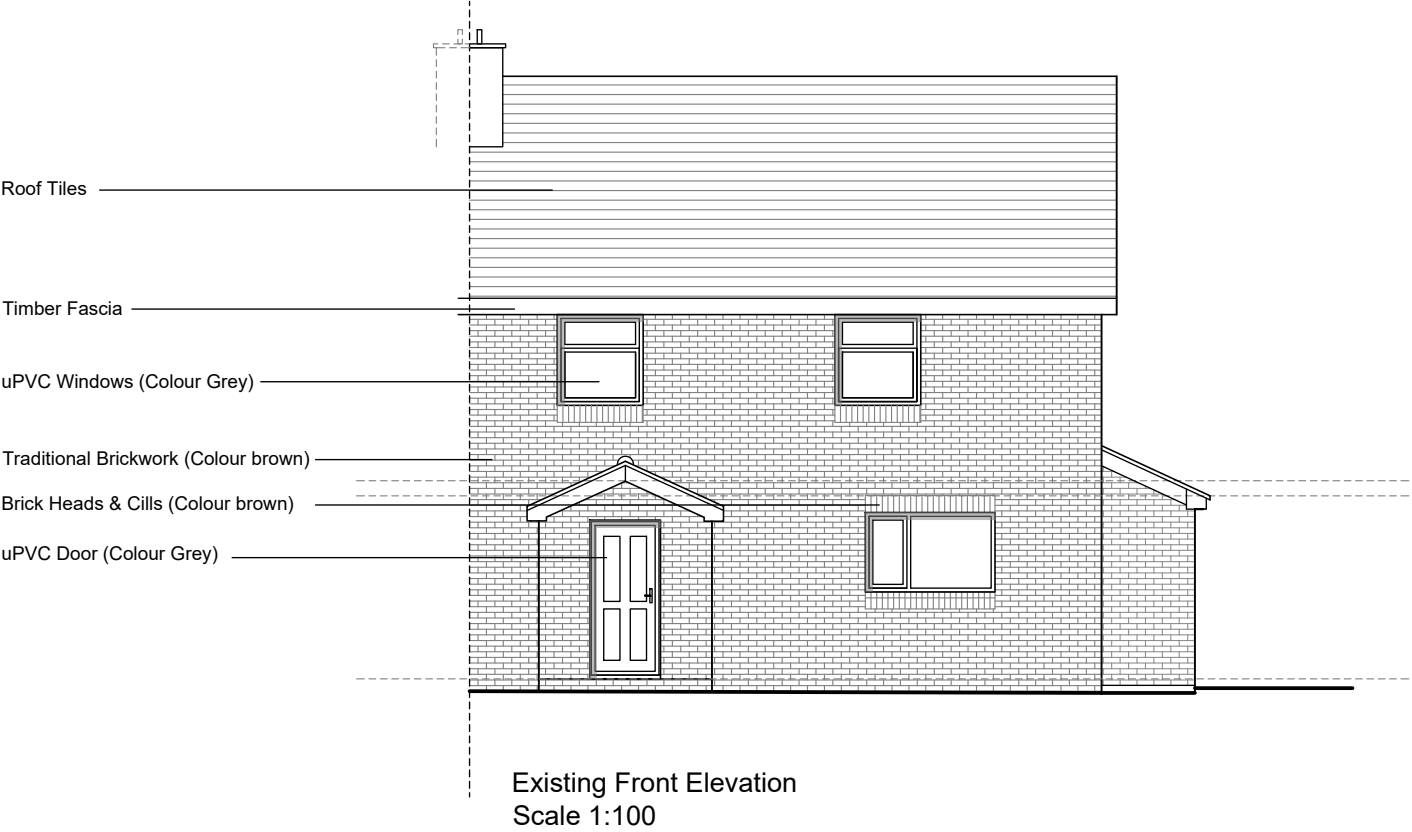 Roof Tiles
Timber Fascia
uPVC Windows (Colour Grey)
Traditional Brickwork (Colour brown)
Brick Heads & Cills (Colour brown)
uPVC Door (Colour Grey)
Existing Front Elevation
Scale 1:100